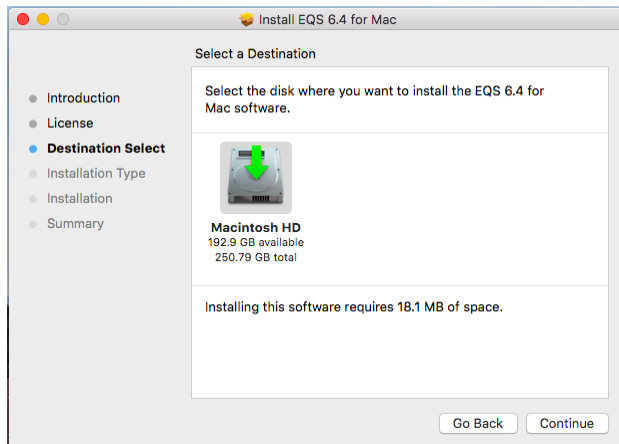 Install EQS 6.4 for Mac
Select a Destination
Introduction
License
Destination Select
Installation Type
Installation
Summary
Select the disk where you want to install the EQS 6.4 for
Mac software.
Macintosh HD
192.9 GB available
250.79 GB total
Installing this software requires 18.1 MB of space.
Go Back
Continue